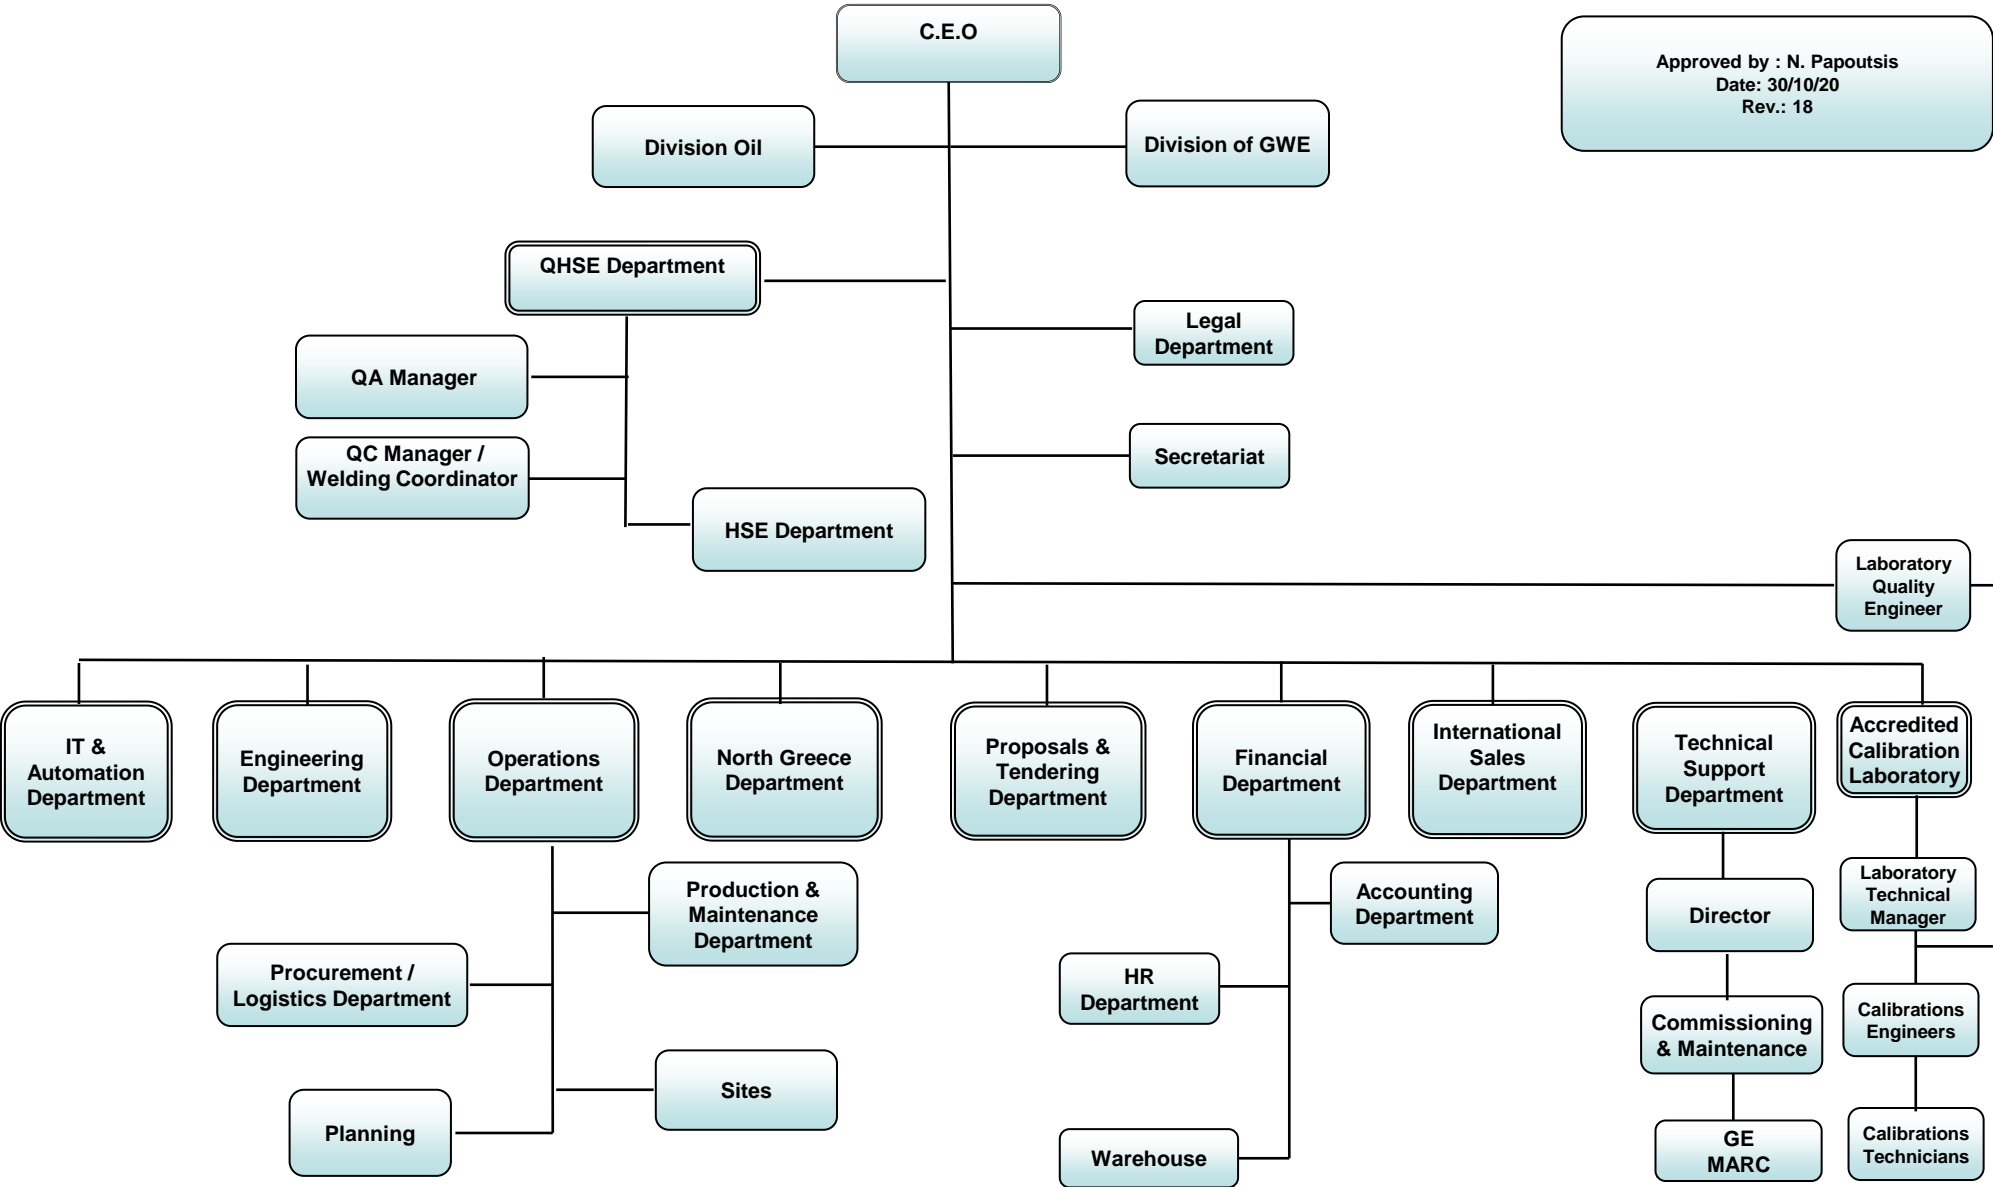 C.E.O
Approved by : N. Papoutsis
Date: 30/10/20
Rev.: 18
Division Oil
Division of GWE
QHSE Department
Legal
Department
QA Manager
QC Manager /
Welding Coordinator
Secretariat
HSE Department
Laboratory
Quality
Engineer
IT &
Automation
Department
Engineering
Department
Operations
Department
North Greece
Department
Proposals &
Tendering
Department
Financial
Department
International
Sales
Department
Technical
Support
Department
Accredited
Calibration
Laboratory
Production &
Maintenance
Department
Accounting
Department
Director
Laboratory
Technical
Manager
Procurement /
Logistics Department
HR
Department
Commissioning
& Maintenance
Calibrations
Engineers
Sites
Planning
Warehouse
GE
MARC
Calibrations
Technicians